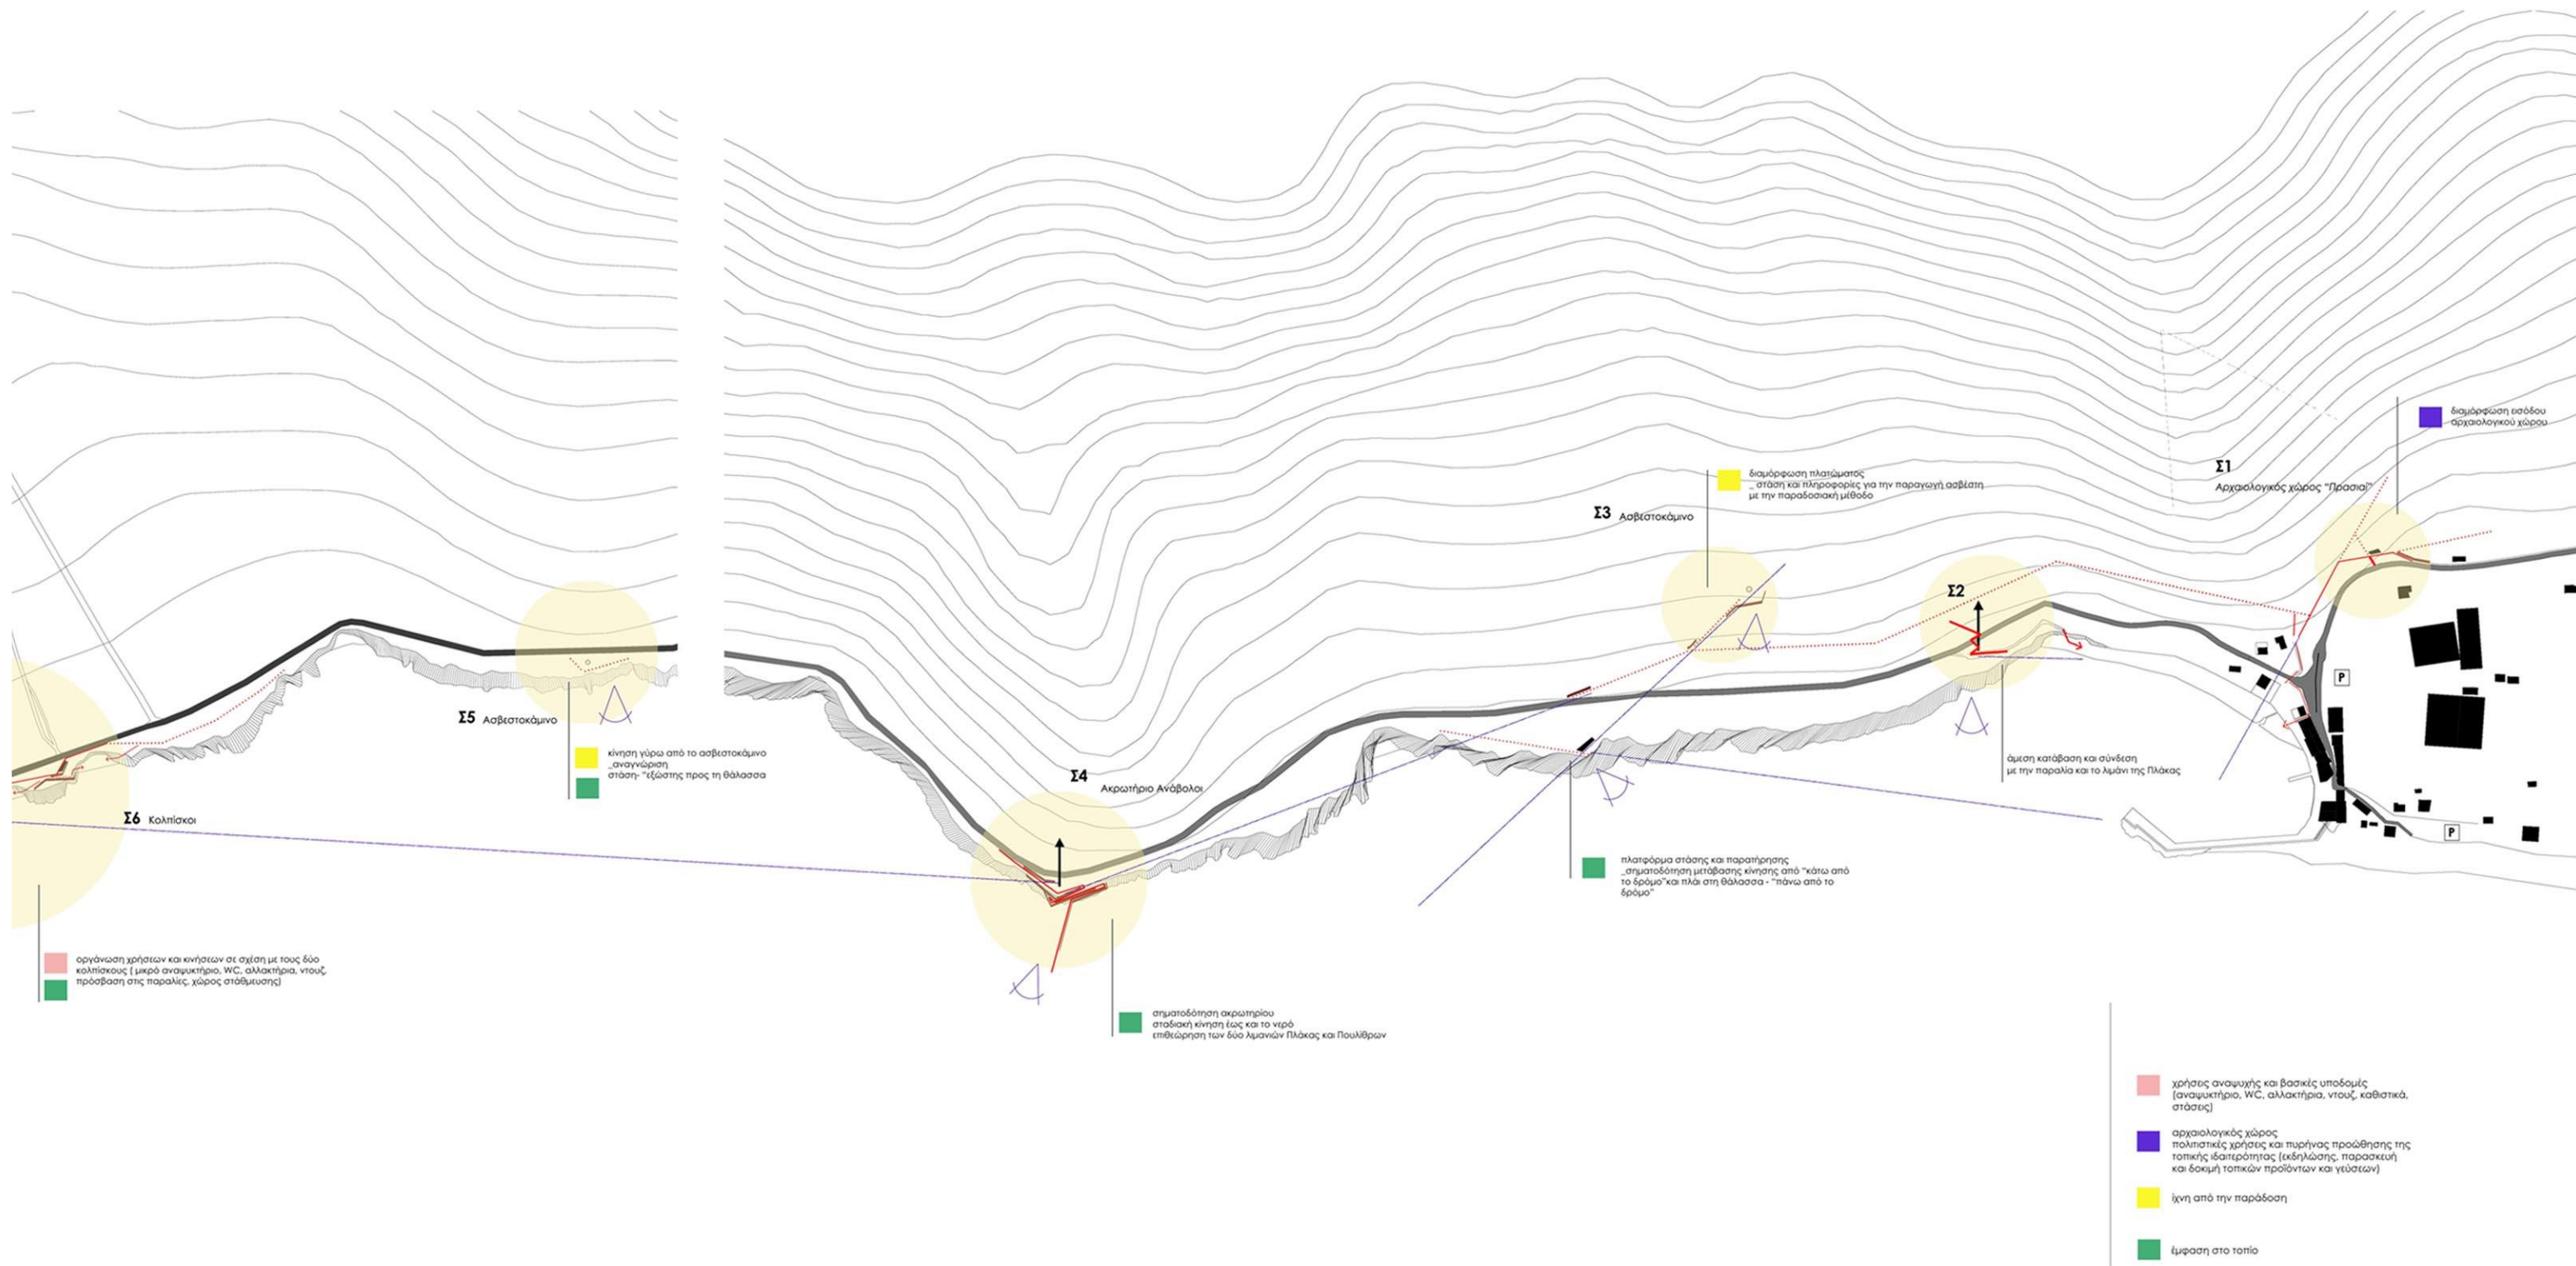 διαμόρφωση εισόδου
αρχαιολογικού χώρου
Σ1
Αρχαιολογικός χώρος "Πρασιαί"
διαμόρφωση πλατώματος
_ στάση και πληροφορίες για την παραγωγή ασβέστη
με την παραδοσιακή μέθοδο
Σ3 Ασβεστοκάμινο
Σ2
P
Σ5 Ασβεστοκάμινο
κίνηση γύρω από το ασβεστοκάμινο
_αναγνώριση
στάση- "εξώστης προς τη θάλασσα
άμεση κατάβαση και σύνδεση
με την παραλία και το λιμάνι της Πλάκας
Σ4
Ακρωτήριο Ανάβολοι
Σ6 Κολπίσκοι
P
πλατφόρμα στάσης και παρατήρησης
_σηματοδότηση μετάβασης κίνησης από "κάτω από
το δρόμο"και πλάι στη θάλασσα - "πάνω από το
δρόμο"
οργάνωση χρήσεων και κινήσεων σε σχέση με τους δύο
κολπίσκους ( μικρό αναψυκτήριο, WC, αλλακτήρια, ντουζ,
πρόσβαση στις παραλίες, χώρος στάθμευσης)
σηματοδότηση ακρωτηρίου
σταδιακή κίνηση έως και το νερό
επιθεώρηση των δύο λιμανιών Πλάκας και Πουλίθρων
χρήσεις αναψυχής και βασικές υποδομές
(αναψυκτήριο, WC, αλλακτήρια, ντουζ, καθιστικά,
στάσεις)
αρχαιολογικός χώρος
πολιτιστικές χρήσεις και πυρήνας προώθησης της
τοπικής ιδαιτερότητας (εκδηλώσης, παρασκευή
και δοκιμή τοπικών προϊόντων και γεύσεων)
ίχνη από την παράδοση
έμφαση στο τοπίο